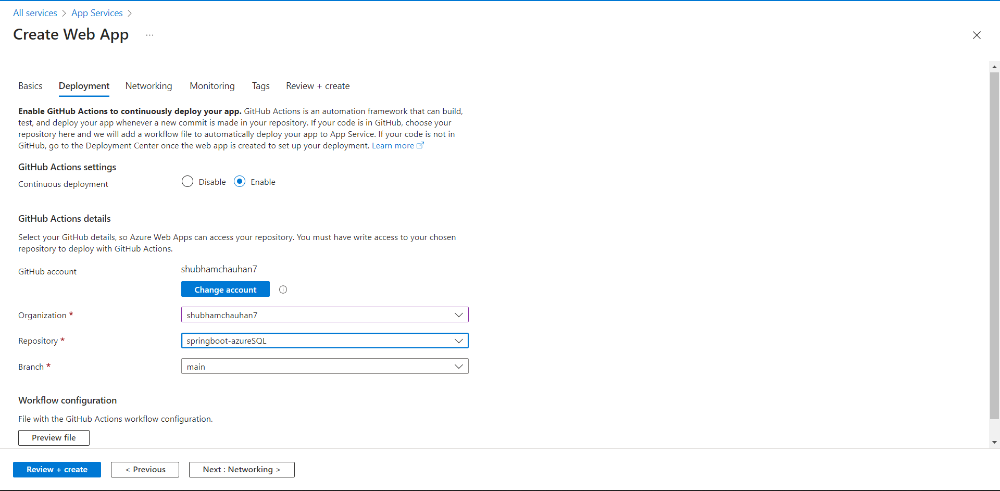 All services > App Services >
Create Web App ...
Basics Deployment Networking Monitoring Tags Review + create
Enable GitHub Actions to continuously deploy your app. GitHub Actions is an automation framework that can build,
test, and deploy your app whenever a new commit is made in your repository. If your code is in GitHub, choose your
repository here and we will add a workflow file to automatically deploy your app to App Service. If your code is not in
GitHub, go to the Deployment Center once the web app is created to set up your deployment. Learn more
GitHub Actions settings
Continuous deployment Disable Enable
GitHub Actions details
Select your GitHub details, so Azure Web Apps can access your repository. You must have write access to your chosen
repository to deploy with GitHub Actions.
GitHub account shubhamchauhan7
Change account
Organization * shubhamchauhan7
Repository * springboot-azureSQL
Branch * main
Workflow configuration
File with the GitHub Actions workflow configuration.
Preview file
Review + create < Previous Next : Networking >